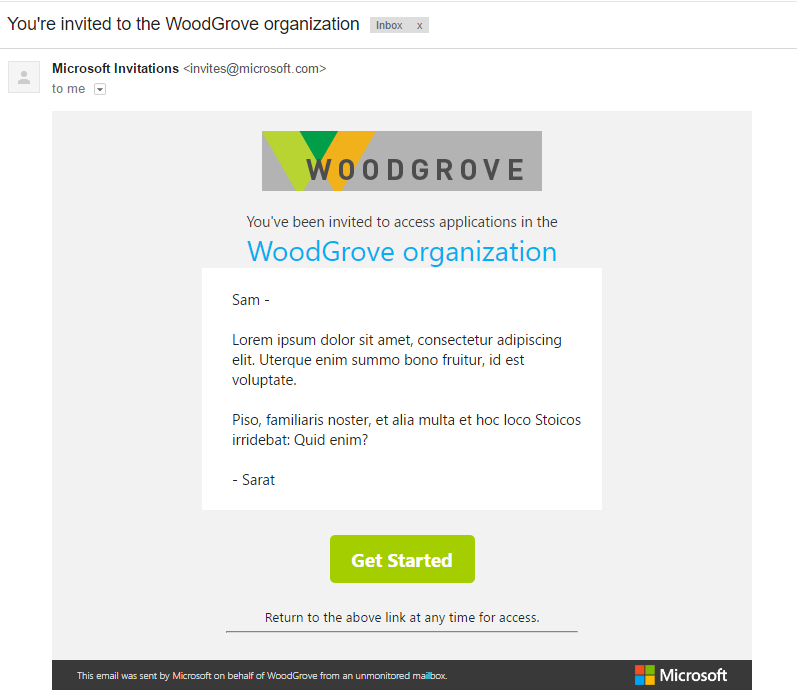 You're invited to the WoodGrove organization Inbox x
Microsoft Invitations <invites@microsoft.com>
to me
WOODGROVE
You've been invited to access applications in the
WoodGrove organization
Sam -
Lorem ipsum dolor sit amet, consectetur adipiscing
elit. Uterque enim summo bono fruitur, id est
voluptate.
Piso, familiaris noster, et alia multa et hoc loco Stoicos
irridebat: Quid enim?
- Sarat
Get Started
Return to the above link at any time for access.
This email was sent by Microsoft on behalf of WoodGrove from an unmonitored mailbox. Microsoft